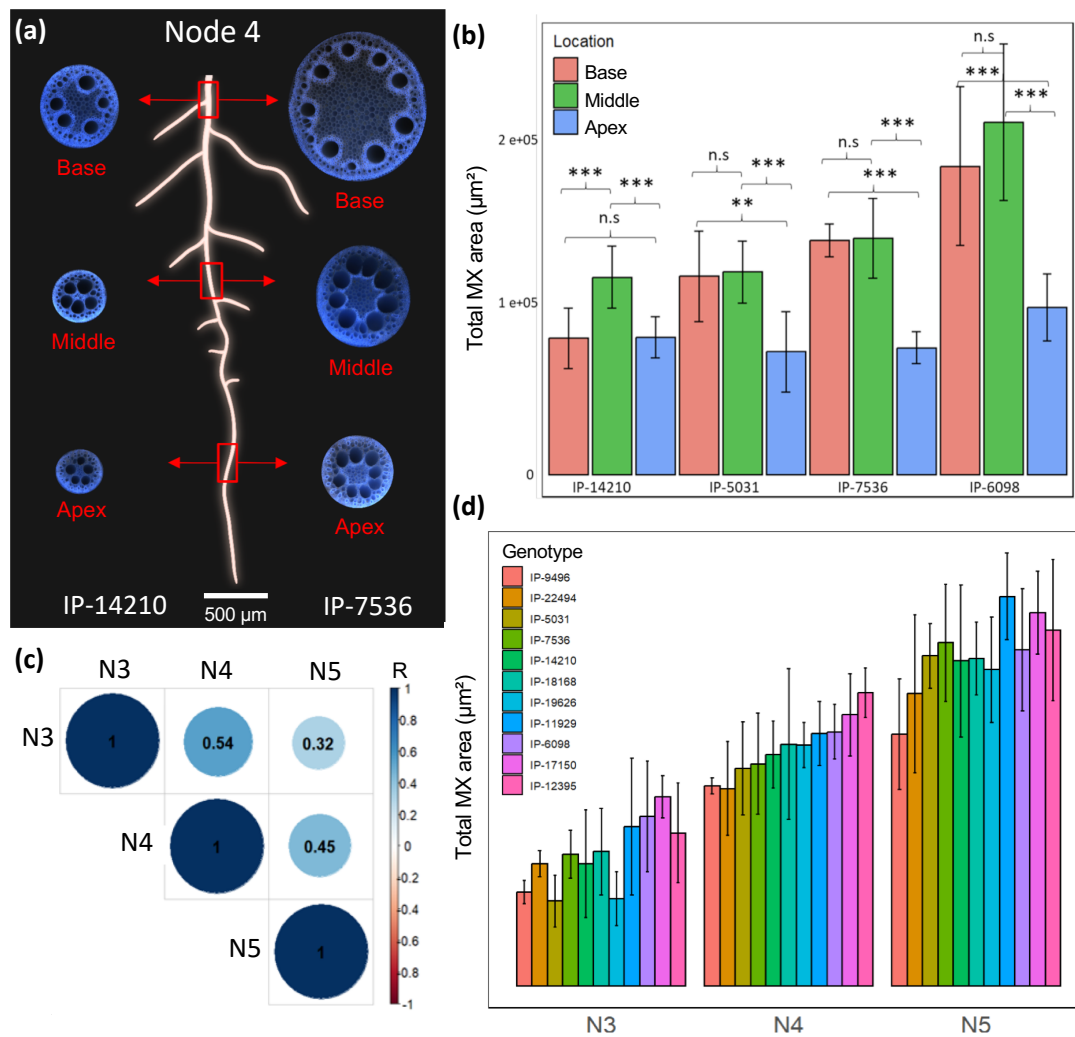 (a)
Node 4
Base
Base
Middle
Middle
Apex
Apex
IP-14210
500 µm
IP-7536
(b)
Location
Base
Middle
Apex
Total MX area (µm²)
2 e+05
1 e+05
0
***
***
n.s
n.s
***
**
n.s
***
***
n.s
***
***
IP-14210
IP-5031
IP-7536
IP-6098
(c)
N3
N4
N5
R
N3
1
0.54
0.32
N4
1
0.45
N5
1
1
0.8
0.6
0.4
0.2
0
-0.2
-0.4
-0.6
-0.8
-1
(d)
Genotype
IP-9496
IP-22494
IP-5031
IP-7536
IP-14210
IP-18168
IP-19626
IP-11929
IP-6098
IP-17150
IP-12395
Total MX area (µm²)
N3
N4
N5